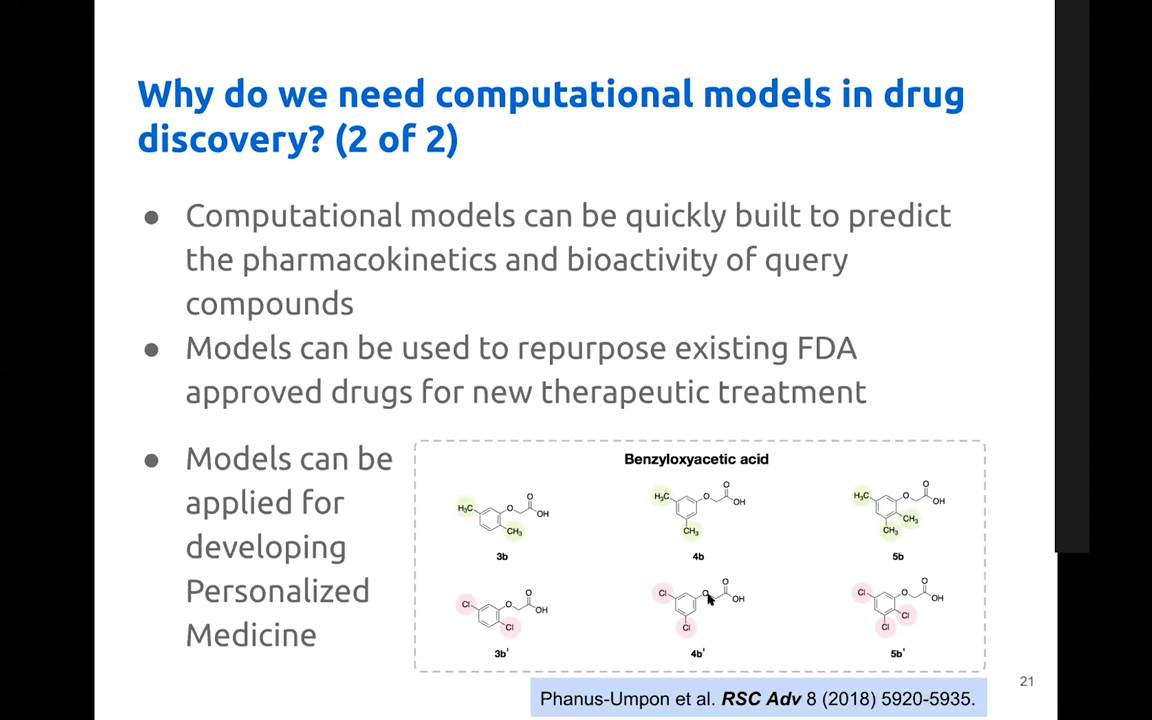 Why do we need computational models in drug
discovery? (2 of 2)
● Computational models can be quickly built to predict
the pharmacokinetics and bioactivity of query
compounds
● Models can be used to repurpose existing FDA
approved drugs for new therapeutic treatment
● Models can be
applied for
developing
Personalized
Medicine
Benzyloxyacetic acid
H₃C O O OH CH₃
3b
H₃C O O OH CH₃
4b
H₃C O O OH CH₃ CH₃
5b
Cl O O OH Cl
3b'
Cl O O OH Cl
4b'
Cl O O OH Cl Cl
5b'
21
Phanus-Umpon et al. RSC Adv 8 (2018) 5920-5935.